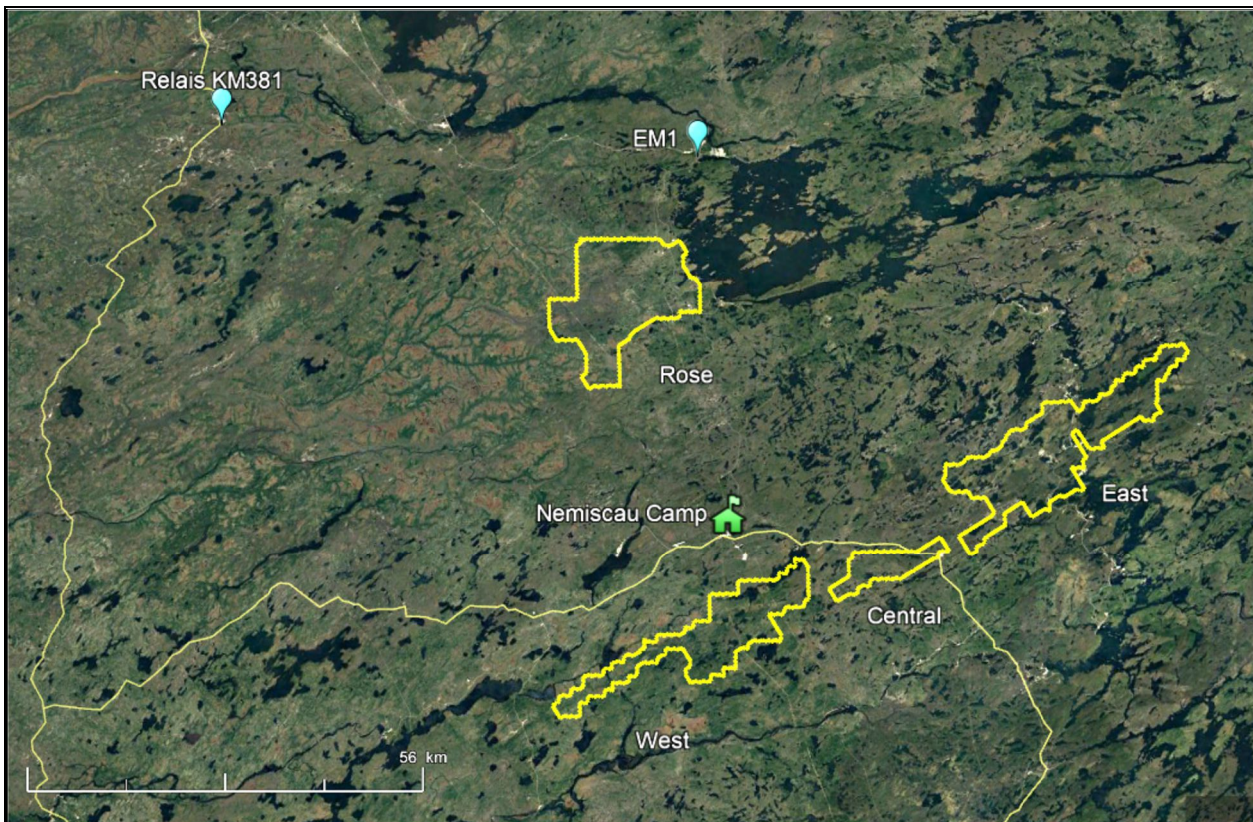 Relais KM381
EM1
Rose
East
Nemiscau Camp
Central
West
56 km